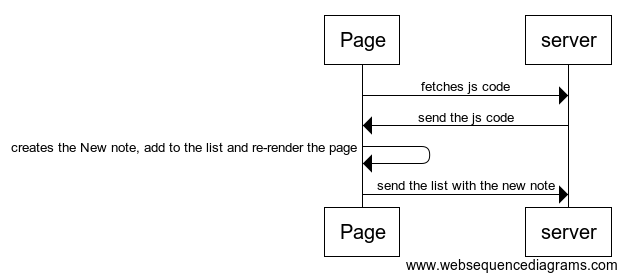 Page
server
fetches js code
send the js code
creates the New note, add to the list and re-render the page
send the list with the new note
Page
server
www.websequencediagrams.com